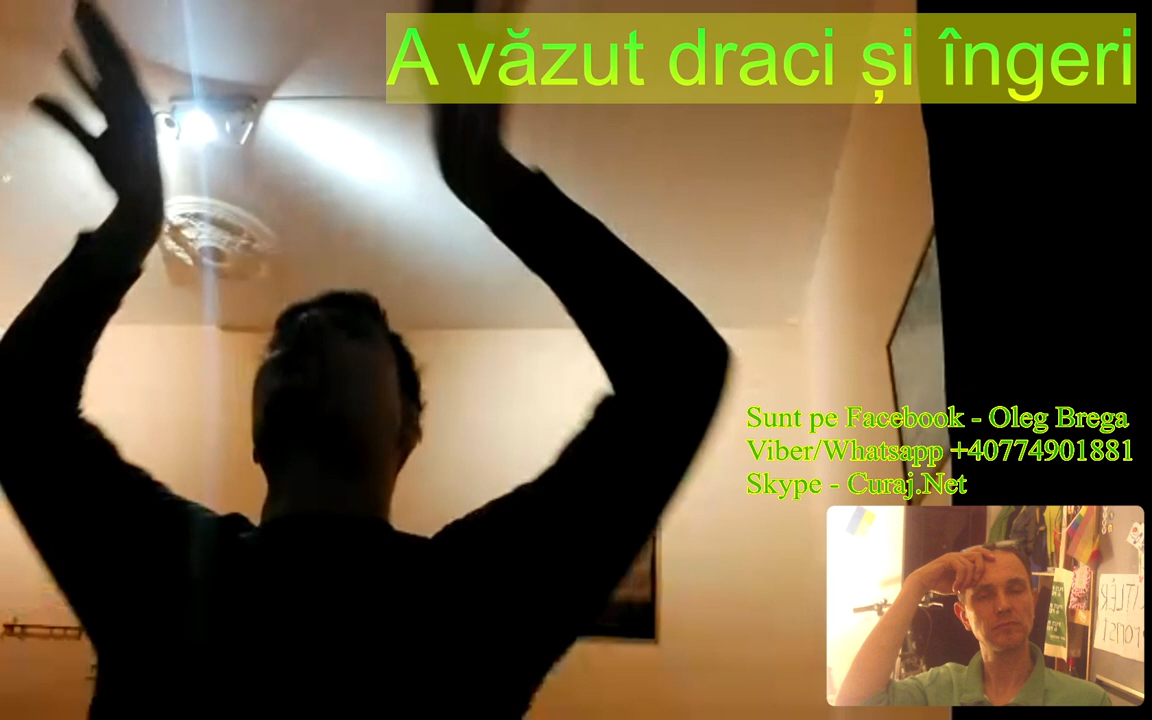 A văzut draci și îngeri
Sunt pe Facebook - Oleg Brega
Viber/Whatsapp +40774901881
Skype - Curaj.Net